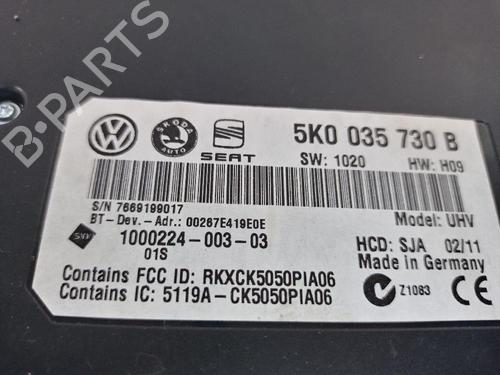 SKODA
AUTO
SEAT
5K0 035 730 B
SW: 1020 HW: H09
S/N 7669199017
BT-Dev.-Adr.: 00267E419E0E
Model: UHV
1000224-003-03
01S
HCD: SJA 02/11
Made in Germany
Contains FCC ID: RKXCK5050PIA06
Contains IC: 5119A-CK5050PIA06
Z1083
B-PARTS